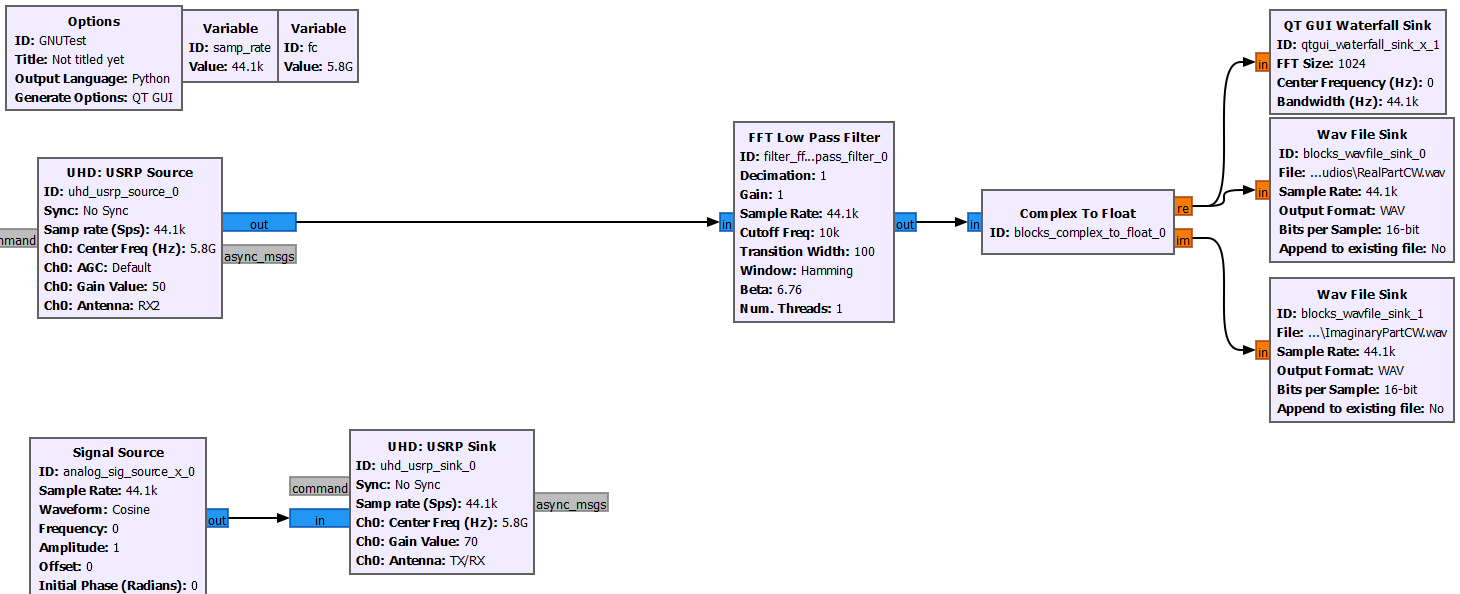 Options
ID: GNUTest
Title: Not titled yet
Output Language: Python
Generate Options: QT GUI
Variable
ID: samp_rate
Value: 44.1k
Variable
ID: fc
Value: 5.8G
UHD: USRP Source
ID: uhd_usrp_source_0
Sync: No Sync
Samp rate (Sps): 44.1k
Ch0: Center Freq (Hz): 5.8G
Ch0: AGC: Default
Ch0: Gain Value: 50
Ch0: Antenna: RX2
mmand
out
async_msgs
FFT Low Pass Filter
ID: filter_ff...pass_filter_0
Decimation: 1
Gain: 1
Sample Rate: 44.1k
Cutoff Freq: 10k
Transition Width: 100
Window: Hamming
Beta: 6.76
Num. Threads: 1
in
out
Complex To Float
ID: blocks_complex_to_float_0
in
re
im
QT GUI Waterfall Sink
ID: qtgui_waterfall_sink_x_1
FFT Size: 1024
Center Frequency (Hz): 0
Bandwidth (Hz): 44.1k
in
Wav File Sink
ID: blocks_wavfile_sink_0
File: ...udios\RealPartCW.wav
Sample Rate: 44.1k
Output Format: WAV
Bits per Sample: 16-bit
Append to existing file: No
in
Wav File Sink
ID: blocks_wavfile_sink_1
File: ...\ImaginaryPartCW.wav
Sample Rate: 44.1k
Output Format: WAV
Bits per Sample: 16-bit
Append to existing file: No
in
Signal Source
ID: analog_sig_source_x_0
Sample Rate: 44.1k
Waveform: Cosine
Frequency: 0
Amplitude: 1
Offset: 0
Initial Phase (Radians): 0
out
UHD: USRP Sink
ID: uhd_usrp_sink_0
Sync: No Sync
Samp rate (Sps): 44.1k
Ch0: Center Freq (Hz): 5.8G
Ch0: Gain Value: 70
Ch0: Antenna: TX/RX
command
in
async_msgs